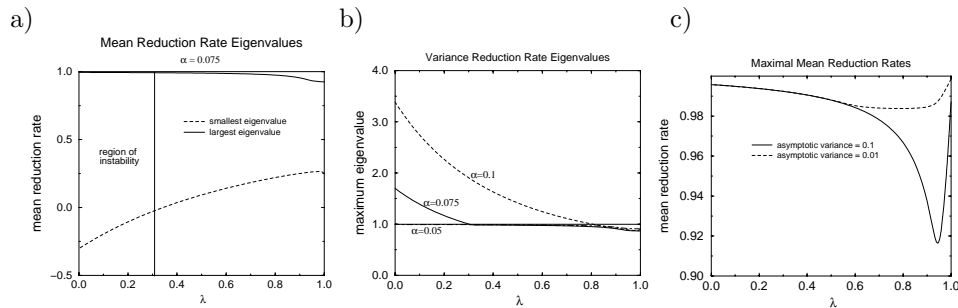 a)
Mean Reduction Rate Eigenvalues
α = 0.075
1.0
0.5
0.0
−0.5
mean reduction rate
smallest eigenvalue
largest eigenvalue
region of
instability
0.0 0.2 0.4 0.6 0.8 1.0
λ
b)
Variance Reduction Rate Eigenvalues
4.0
3.0
2.0
1.0
0.0
maximum eigenvalue
α=0.1
α=0.075
α=0.05
0.0 0.2 0.4 0.6 0.8 1.0
λ
c)
Maximal Mean Reduction Rates
0.98
0.96
0.94
0.92
0.90
mean reduction rate
asymptotic variance = 0.1
asymptotic variance = 0.01
0.0 0.2 0.4 0.6 0.8 1.0
λ